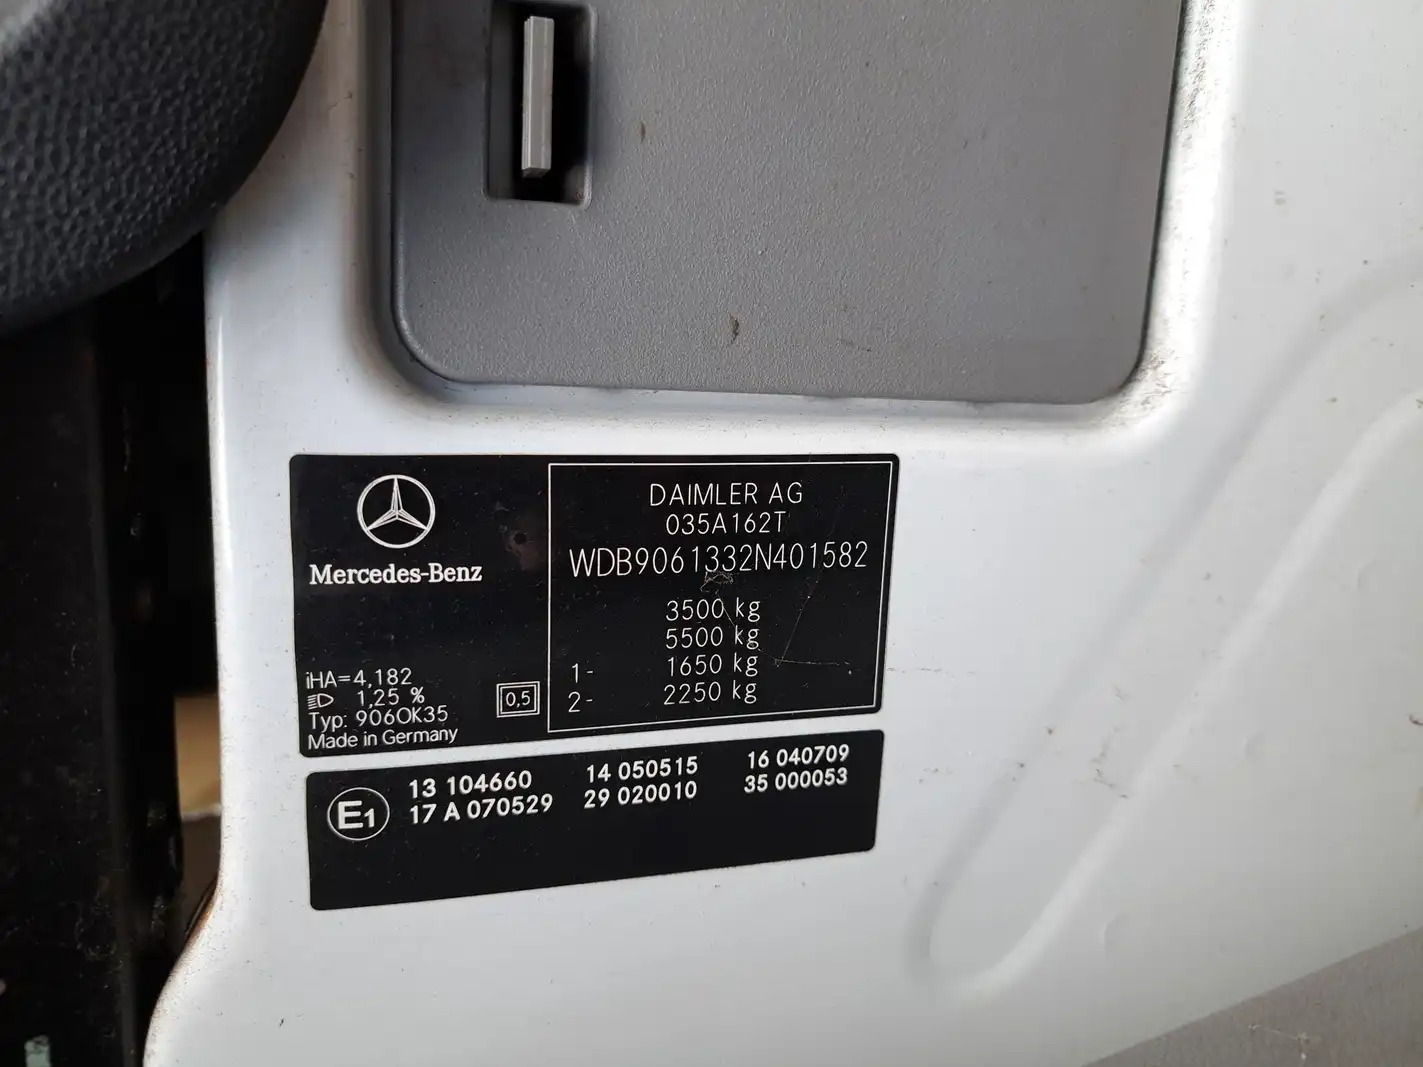 Mercedes-Benz
iHA=4,182
1,25 %
Typ: 906OK35
Made in Germany
0,5
DAIMLER AG
035A162T
WDB9061332N401582
3500 kg
5500 kg
1- 1650 kg
2- 2250 kg
E1
13 104660 14 050515 16 040709
17 A 070529 29 020010 35 000053